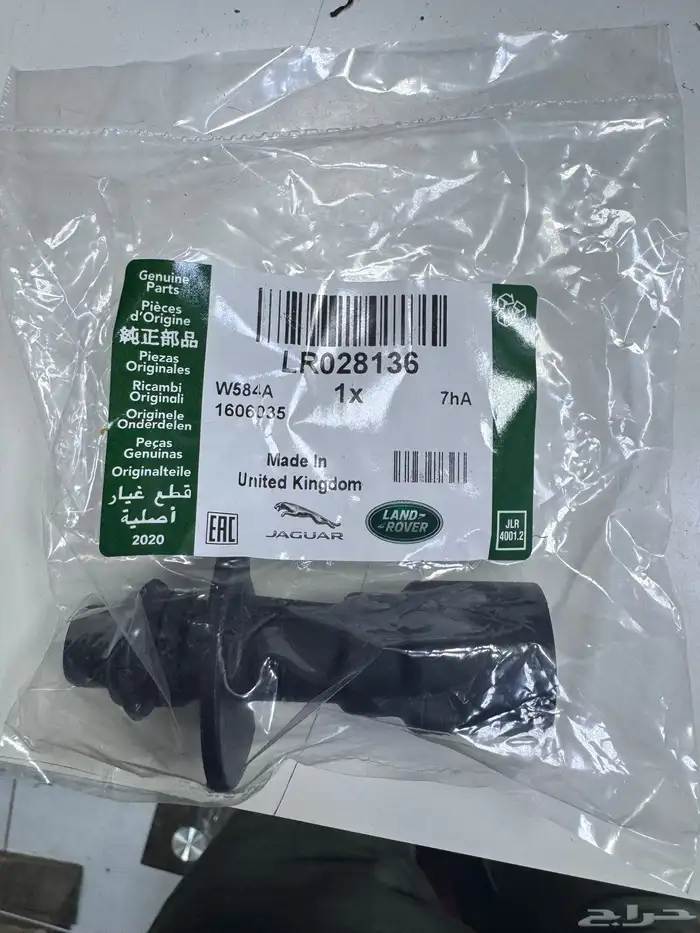 Genuine
Parts
Pièces
d'Origine
純正部品
Piezas
Originales
Ricambi
Originali
Originele
Onderdelen
Peças
Genuinas
Originalteile
قطع غيار
أصلية
2020
LR028136
W584A
1x
7hA
1606035
Made In
United Kingdom
EAC
JAGUAR
LAND-
ROVER
JLR
4001.2
حراج